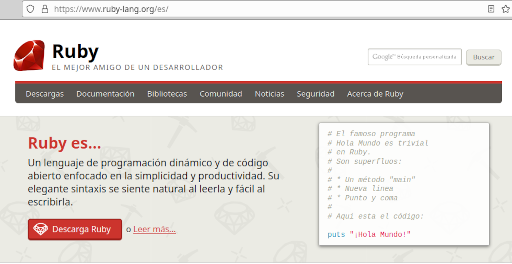 https://www.ruby-lang.org/es/
Ruby
EL MEJOR AMIGO DE UN DESARROLLADOR
Google™ Búsqueda personalizada
Buscar
Descargas Documentación Bibliotecas Comunidad Noticias Seguridad Acerca de Ruby
Ruby es...
Un lenguaje de programación dinámico y de código
abierto enfocado en la simplicidad y productividad. Su
elegante sintaxis se siente natural al leerla y fácil al
escribirla.
Descarga Ruby o Leer más...
# El famoso programa
# Hola Mundo es trivial
# en Ruby.
# Son superfluos:
#
# * Un método "main"
# * Nueva línea
# * Punto y coma
#
# Aquí esta el código:
puts "¡Hola Mundo!"